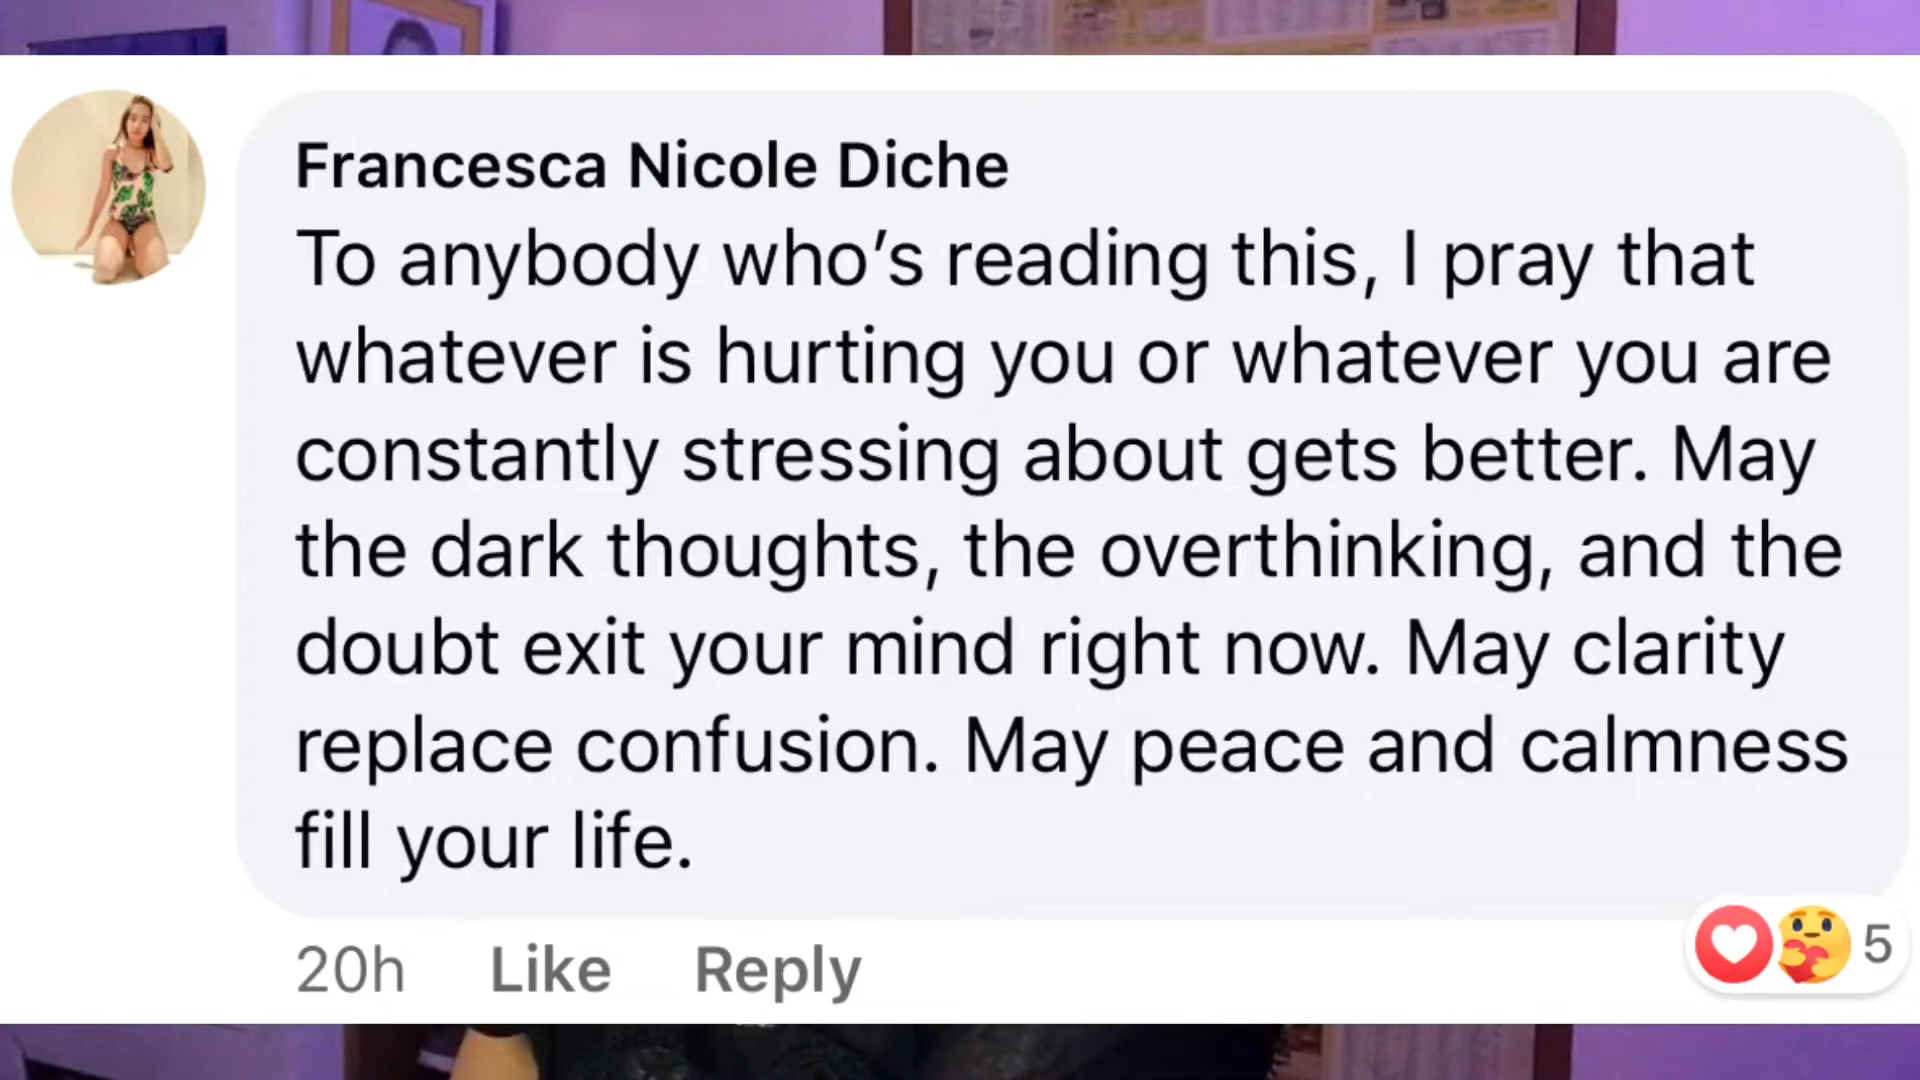 Francesca Nicole Diche
To anybody who’s reading this, I pray that
whatever is hurting you or whatever you are
constantly stressing about gets better. May
the dark thoughts, the overthinking, and the
doubt exit your mind right now. May clarity
replace confusion. May peace and calmness
fill your life.
20h Like Reply
5